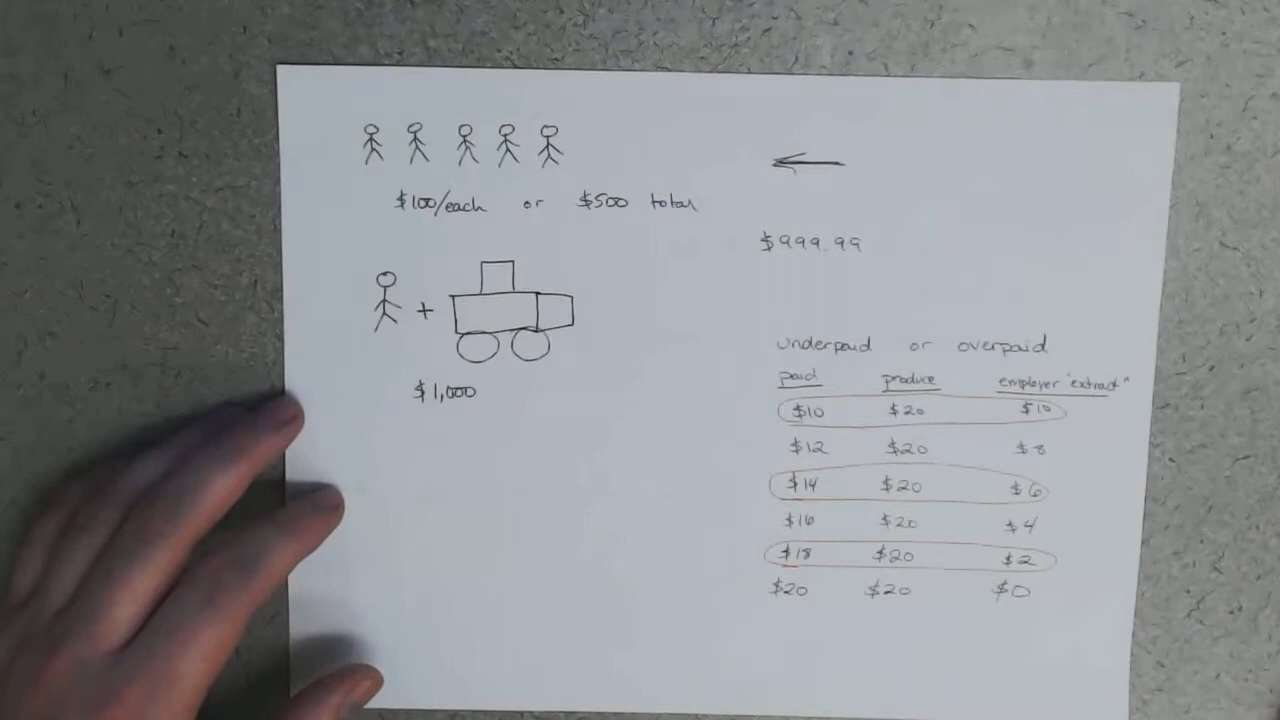 $100/each or $500 total
$999.99
$1,000
underpaid or overpaid
paid produce employer "extract"
$10 $20 $10
$12 $20 $8
$14 $20 $6
$16 $20 $4
$18 $20 $2
$20 $20 $0